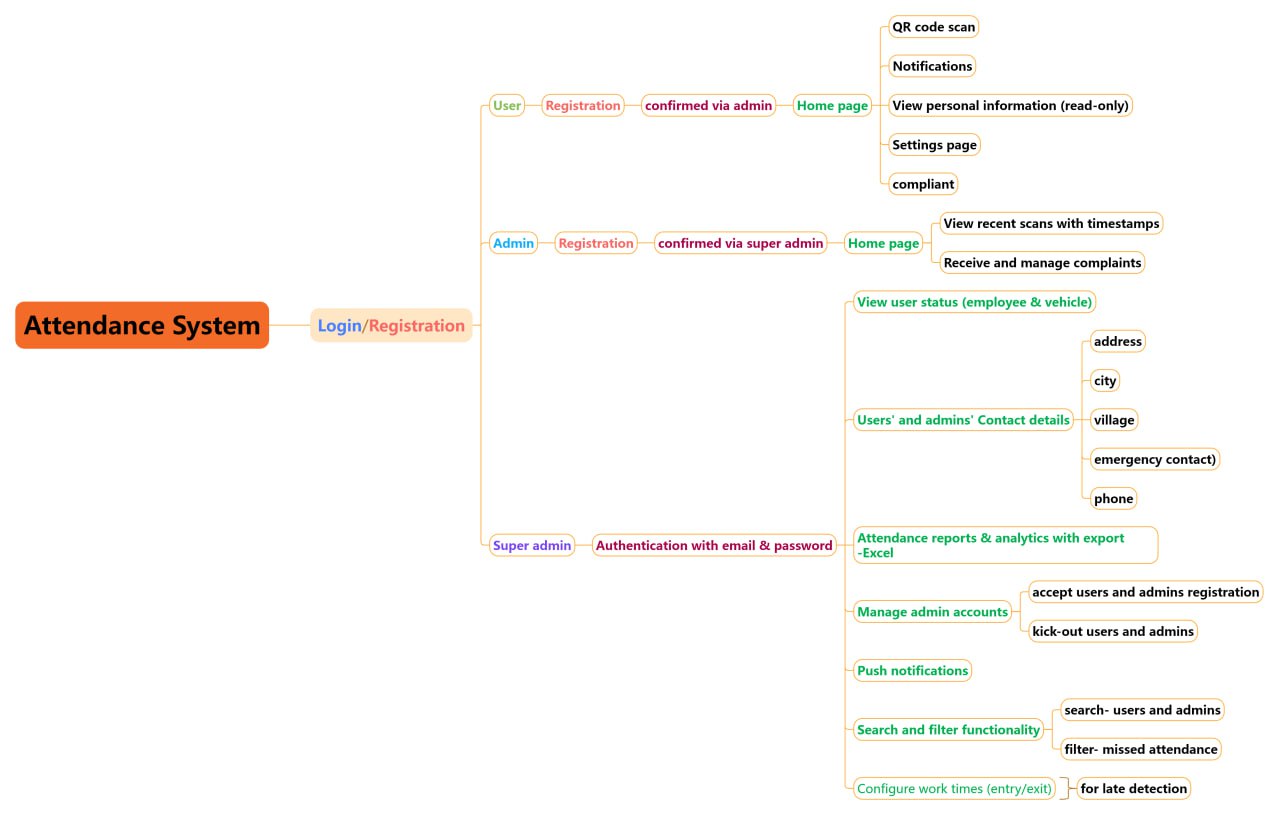 Attendance System
Login/Registration
User
Registration
confirmed via admin
Home page
QR code scan
Notifications
View personal information (read-only)
Settings page
compliant
Admin
Registration
confirmed via super admin
Home page
View recent scans with timestamps
Receive and manage complaints
Super admin
Authentication with email & password
View user status (employee & vehicle)
Users' and admins' Contact details
address
city
village
emergency contact)
phone
Attendance reports & analytics with export
-Excel
Manage admin accounts
accept users and admins registration
kick-out users and admins
Push notifications
Search and filter functionality
search- users and admins
filter- missed attendance
Configure work times (entry/exit)
for late detection